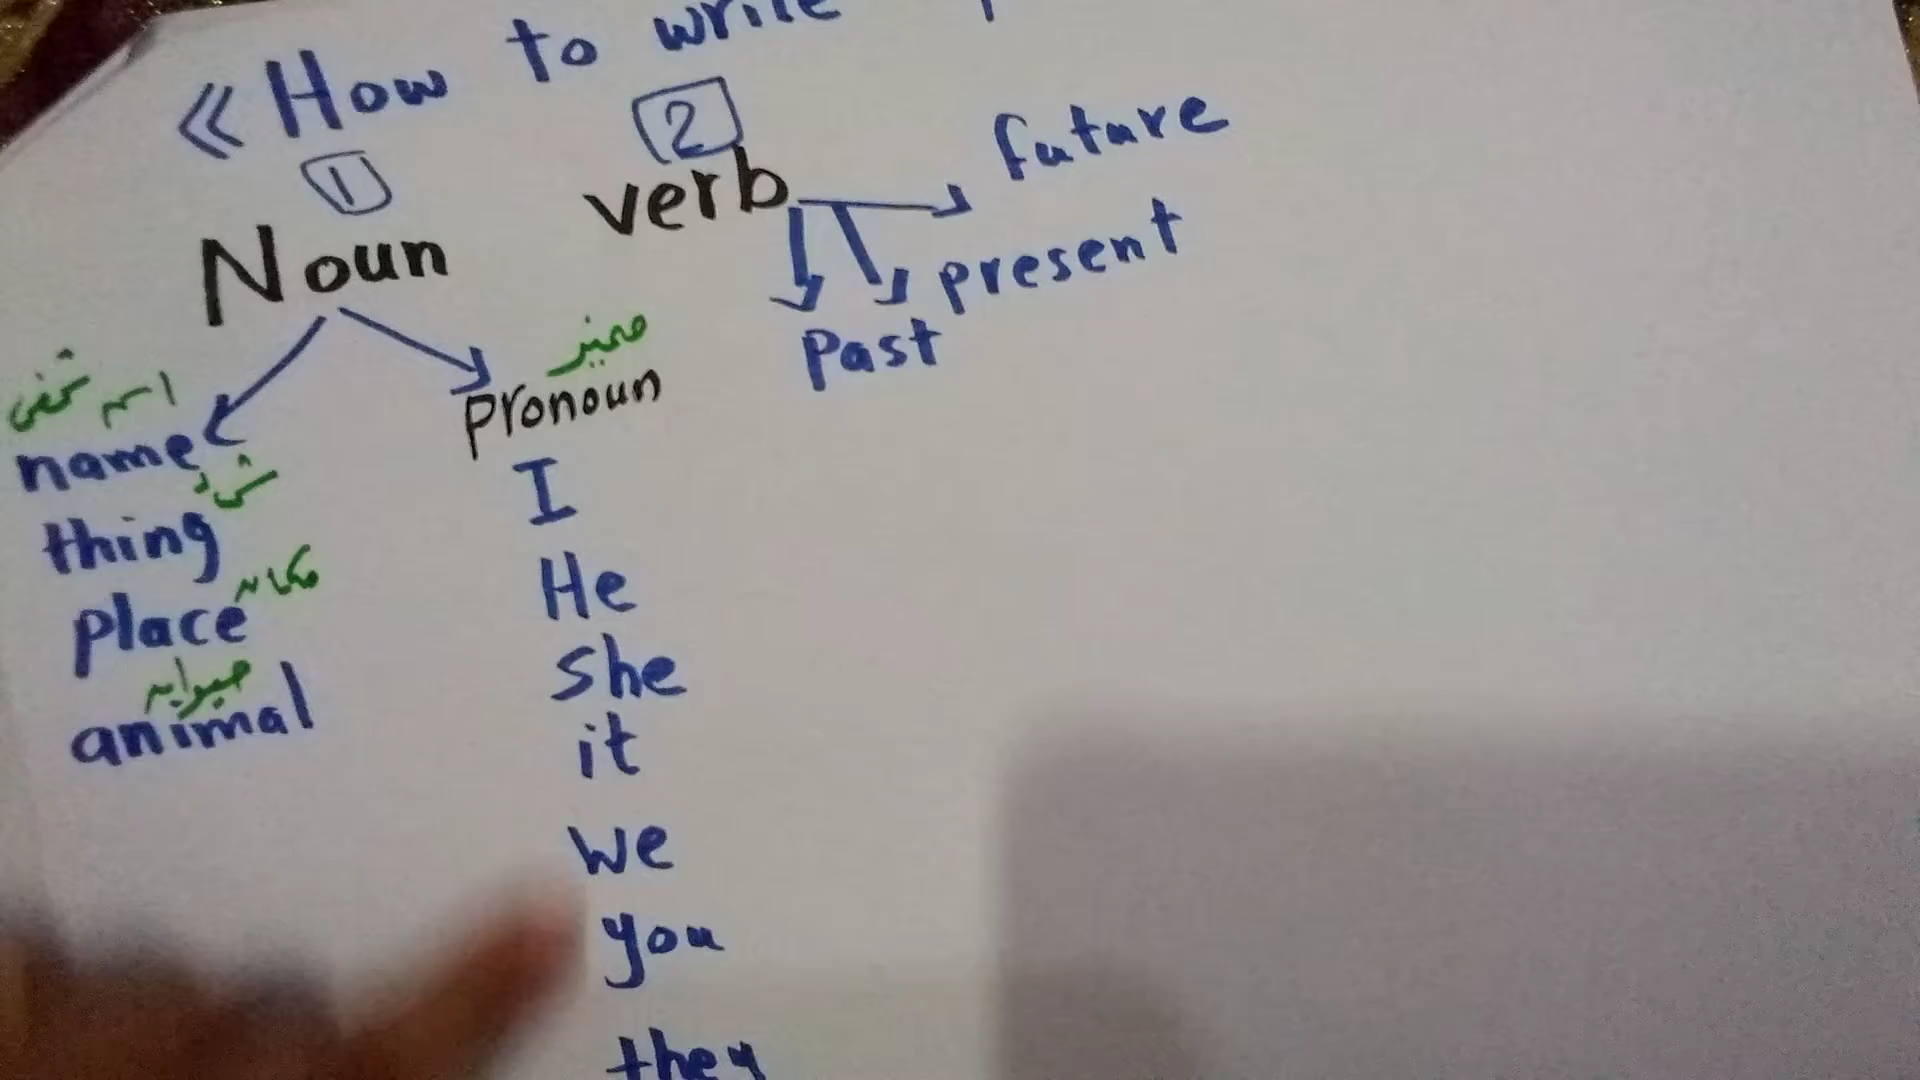 « How to write
1
Noun
2
verb
future
present
past
اسم شخص
name
شيء
thing
مكان
place
حيوان
animal
pronoun
I
He
she
it
we
you
they